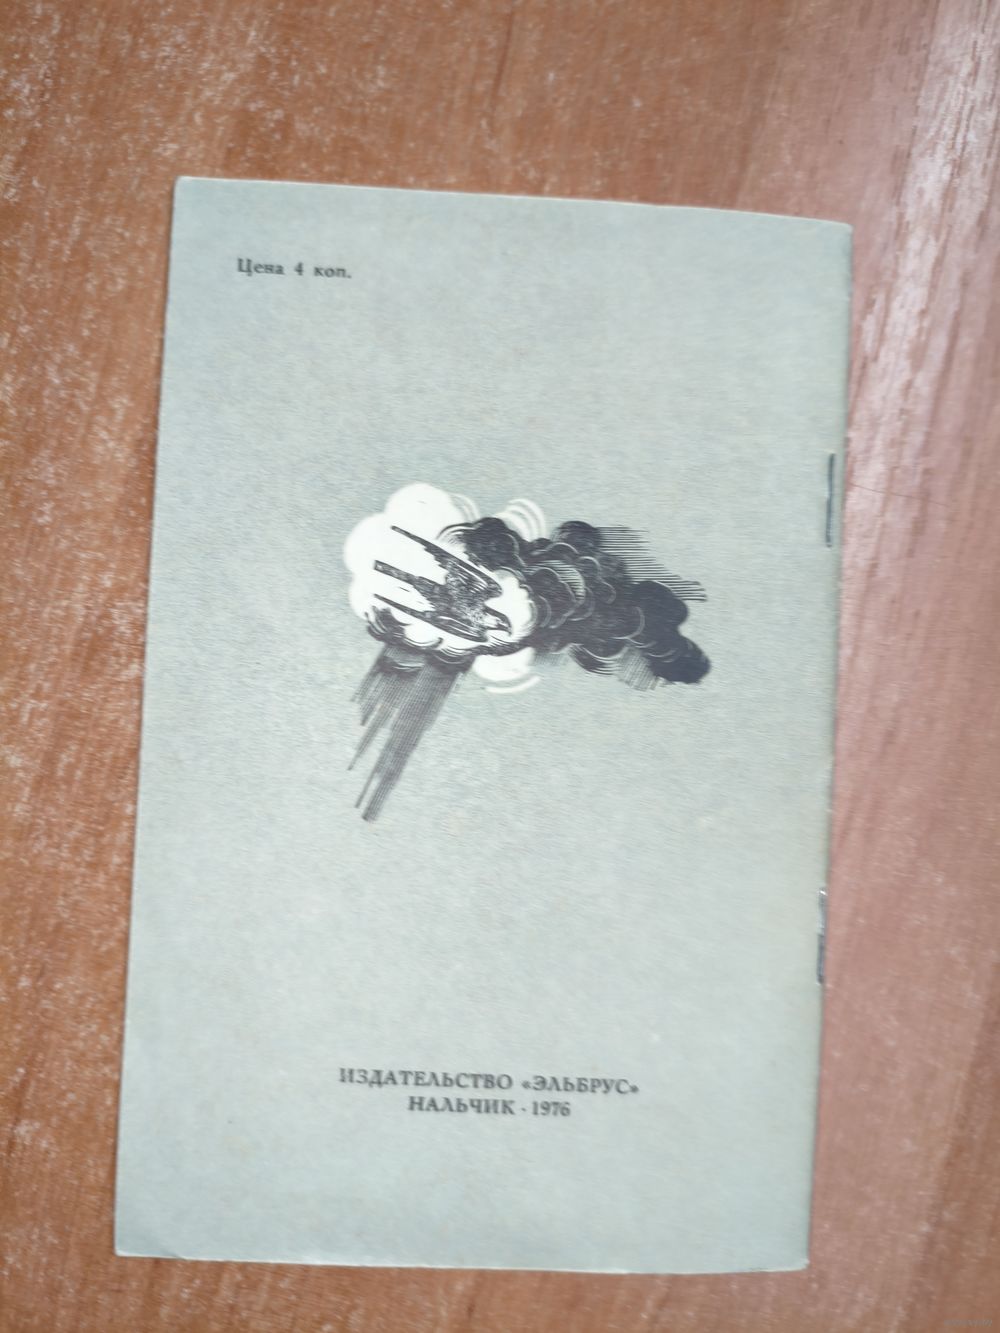 Цена 4 коп.
ИЗДАТЕЛЬСТВО «ЭЛЬБРУС»
НАЛЬЧИК · 1976